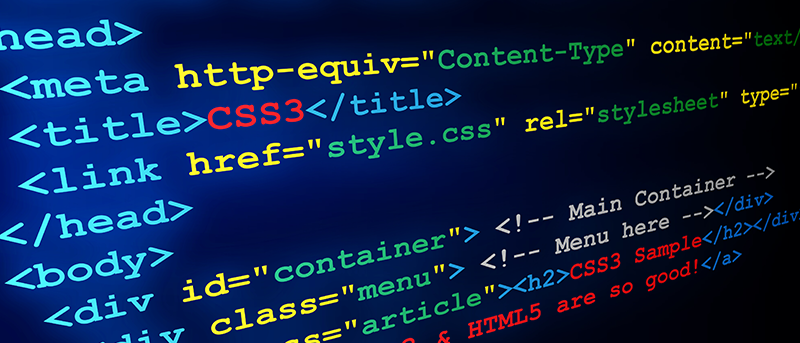 head>
<meta http-equiv="Content-Type" content="text/
<title>CSS3</title>
<link href="style.css" rel="stylesheet" type="
</head>
<body>
<div id="container"> <!-- Main Container -->
div class="menu"> <!-- Menu here --></div>
="article"><h2>CSS3 Sample</h2></div
& HTML5 are so good!</a>